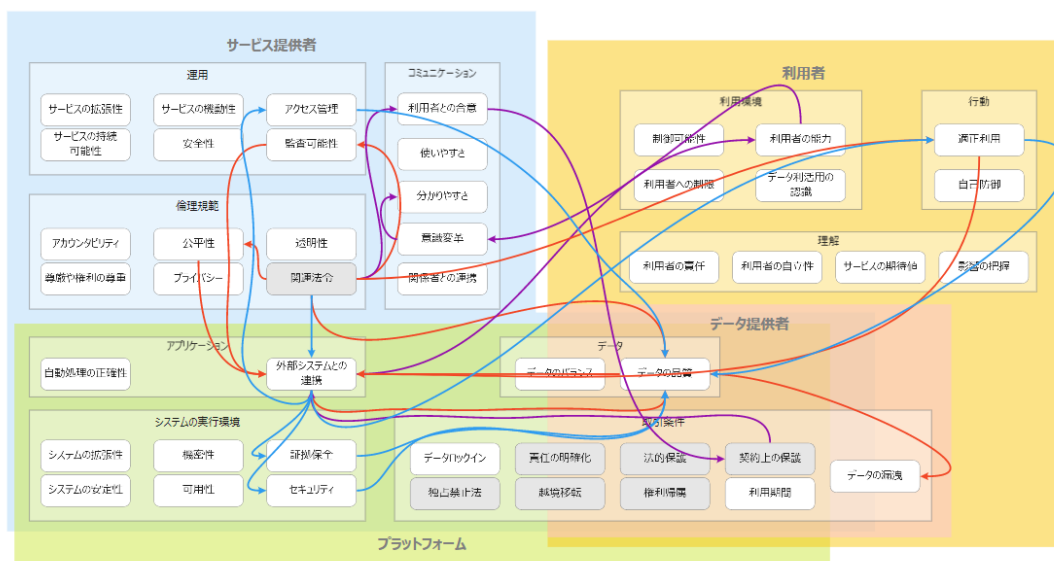 サービス提供者
運用
サービスの拡張性
サービスの機動性
アクセス管理
サービスの持続
可能性
安全性
監査可能性
コミュニケーション
利用者との合意
使いやすさ
分かりやすさ
意識変革
関係者との連携
倫理規範
アカウンタビリティ
公平性
透明性
尊厳や権利の尊重
プライバシー
関連法令
利用者
利用環境
制御可能性
利用者の能力
利用者への制限
データ利活用の
認識
行動
適正利用
自己防御
理解
利用者の責任
利用者の自立性
サービスの期待値
影響の把握
データ提供者
アプリケーション
自動処理の正確性
外部システムとの
連携
データ
データのバランス
データの品質
システムの実行環境
システムの拡張性
機密性
証拠保全
システムの安定性
可用性
セキュリティ
取引条件
データロックイン
責任の明確化
法的保護
契約上の保護
データの漏洩
独占禁止法
越境移転
権利帰属
利用期間
プラットフォーム